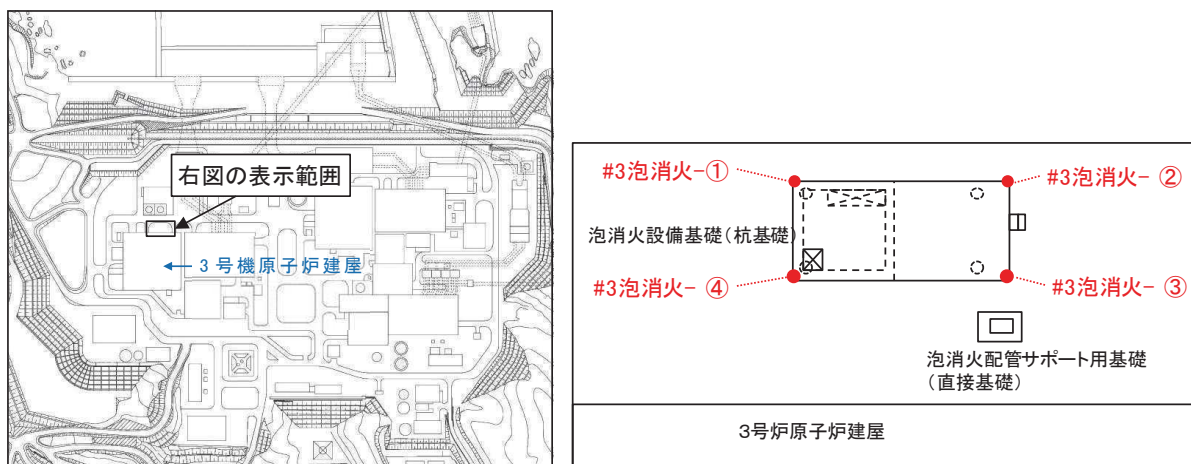 右図の表示範囲
← 3号機原子炉建屋
#3泡消火-①
#3泡消火- ②
泡消火設備基礎(杭基礎)
#3泡消火- ④
#3泡消火- ③
泡消火配管サポート用基礎
(直接基礎)
3号炉原子炉建屋